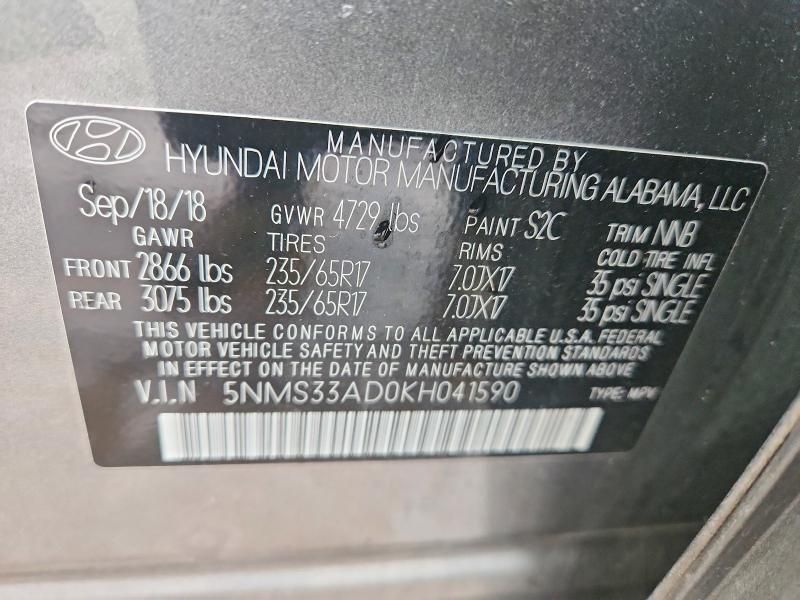 MANUFACTURED BY
HYUNDAI MOTOR MANUFACTURING ALABAMA, LLC
Sep/18/18 GVWR 4729 lbs PAINT S2C TRIM NNB
GAWR TIRES RIMS COLD TIRE INFL
FRONT 2866 lbs 235/65R17 7.0JX17 35 psi SINGLE
REAR 3075 lbs 235/65R17 7.0JX17 35 psi SINGLE
THIS VEHICLE CONFORMS TO ALL APPLICABLE U.S.A. FEDERAL
MOTOR VEHICLE SAFETY AND THEFT PREVENTION STANDARDS
IN EFFECT ON THE DATE OF MANUFACTURE SHOWN ABOVE
V.I.N 5NMS33AD0KH041590 TYPE: MPV